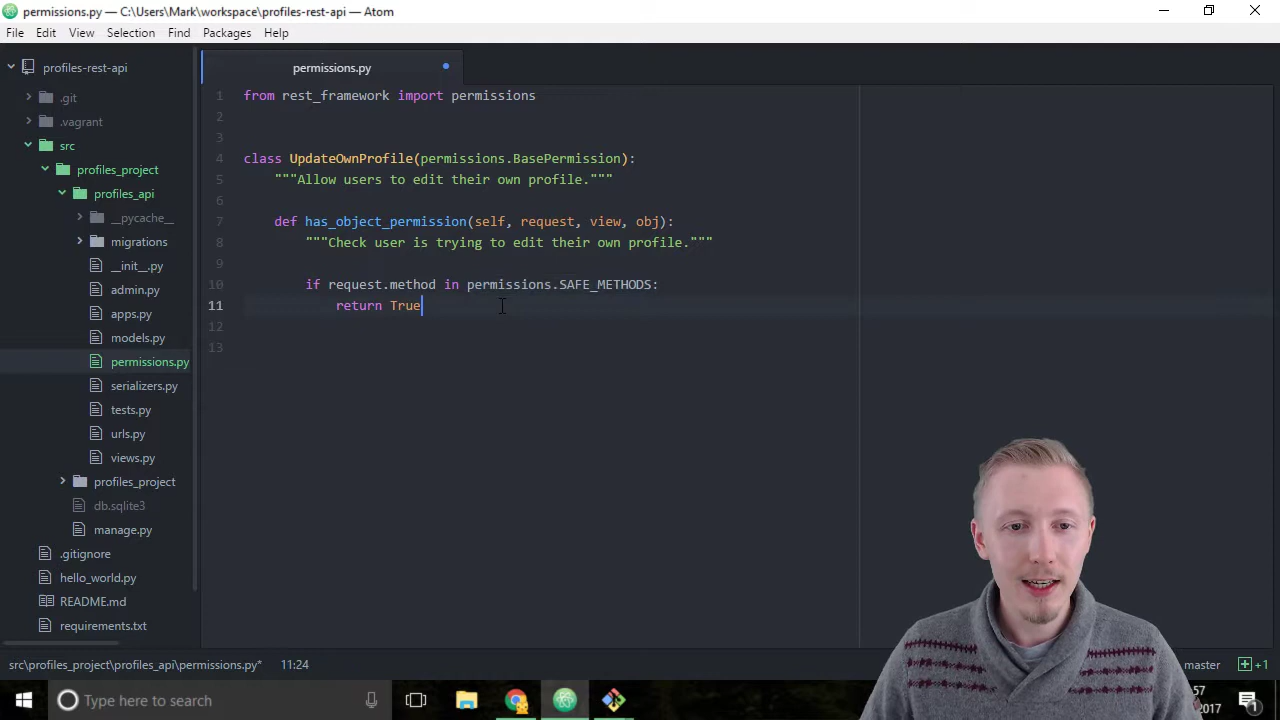 permissions.py — C:\Users\Mark\workspace\profiles-rest-api — Atom
File Edit View Selection Find Packages Help
profiles-rest-api
.git
.vagrant
src
profiles_project
profiles_api
__pycache__
migrations
__init__.py
admin.py
apps.py
models.py
permissions.py
serializers.py
tests.py
urls.py
views.py
profiles_project
db.sqlite3
manage.py
.gitignore
hello_world.py
README.md
requirements.txt
permissions.py
1 from rest_framework import permissions
2
3
4 class UpdateOwnProfile(permissions.BasePermission):
5 """Allow users to edit their own profile."""
6
7 def has_object_permission(self, request, view, obj):
8 """Check user is trying to edit their own profile."""
9
10 if request.method in permissions.SAFE_METHODS:
11 return True
12
13
src\profiles_project\profiles_api\permissions.py* 11:24
master +1
Type here to search
57
2017
1